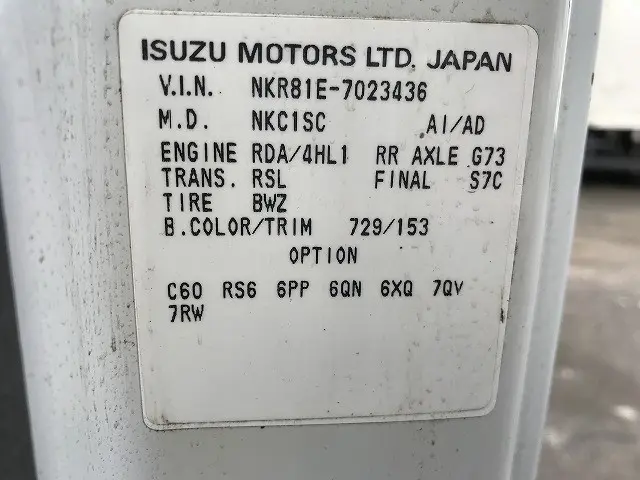 ISUZU MOTORS LTD. JAPAN
V.I.N. NKR81E-7023436
M.D. NKC1SC AI/AD
ENGINE RDA/4HL1 RR AXLE G73
TRANS. RSL FINAL S7C
TIRE BWZ
B.COLOR/TRIM 729/153
OPTION
C60 RS6 6PP 6QN 6XQ 7QV
7RW